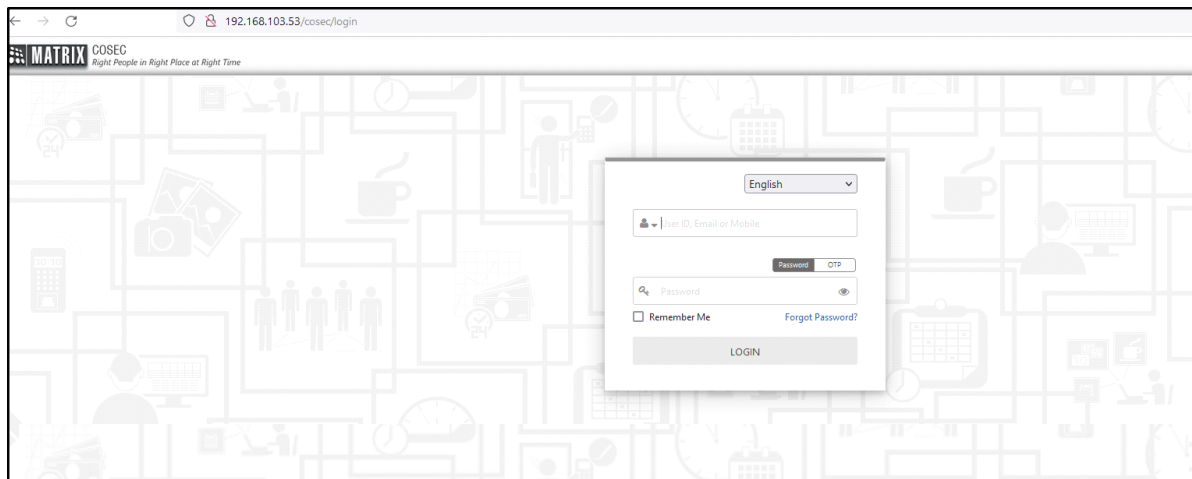 192.168.103.53/cosec/login
MATRIX COSEC
Right People in Right Place at Right Time
English
User ID, Email or Mobile
Password OTP
Password
Remember Me Forgot Password?
LOGIN